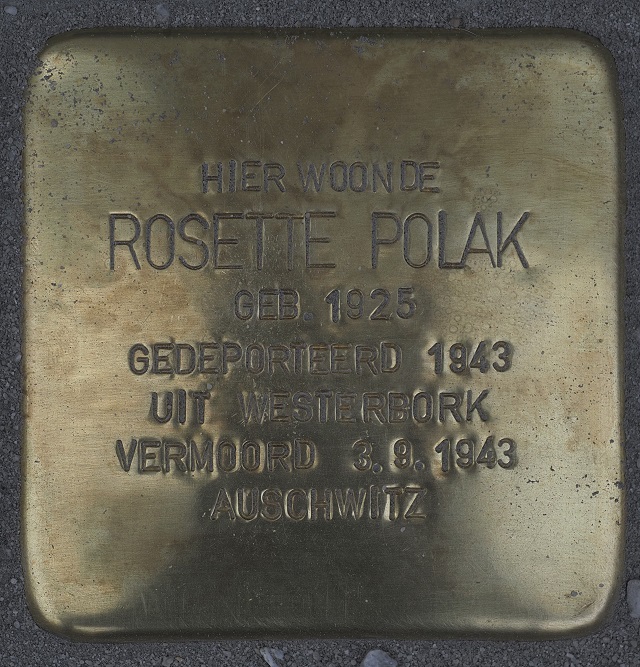 HIER WOONDE
ROSETTE POLAK
GEB. 1925
GEDEPORTEERD 1943
UIT WESTERBORK
VERMOORD 3.9.1943
AUSCHWITZ